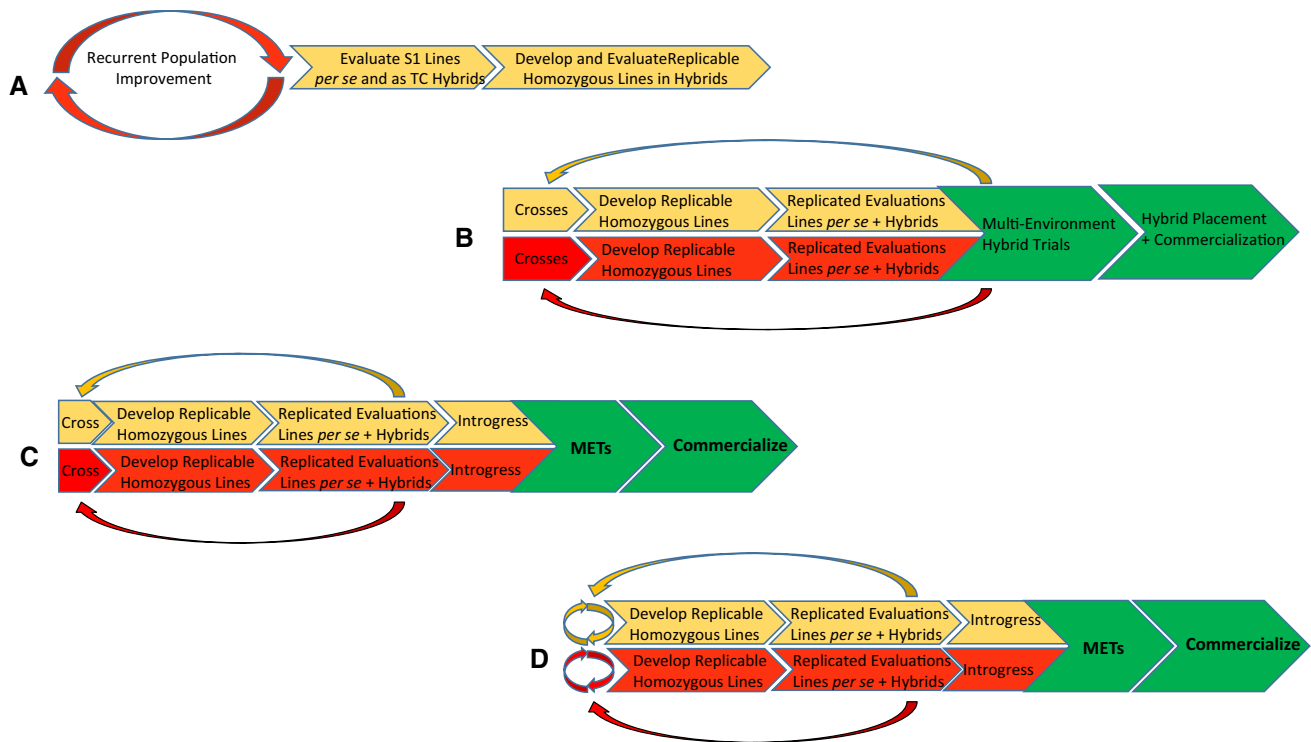 A
Recurrent Population
Improvement
Evaluate S1 Lines
per se and as TC Hybrids
Develop and EvaluateReplicable
Homozygous Lines in Hybrids
B
Crosses
Develop Replicable
Homozygous Lines
Replicated Evaluations
Lines per se + Hybrids
Crosses
Develop Replicable
Homozygous Lines
Replicated Evaluations
Lines per se + Hybrids
Multi-Environment
Hybrid Trials
Hybrid Placement
+ Commercialization
C
Cross
Develop Replicable
Homozygous Lines
Replicated Evaluations
Lines per se + Hybrids
Introgress
Cross
Develop Replicable
Homozygous Lines
Replicated Evaluations
Lines per se + Hybrids
Introgress
METs
Commercialize
D
Develop Replicable
Homozygous Lines
Replicated Evaluations
Lines per se + Hybrids
Introgress
Develop Replicable
Homozygous Lines
Replicated Evaluations
Lines per se + Hybrids
Introgress
METs
Commercialize